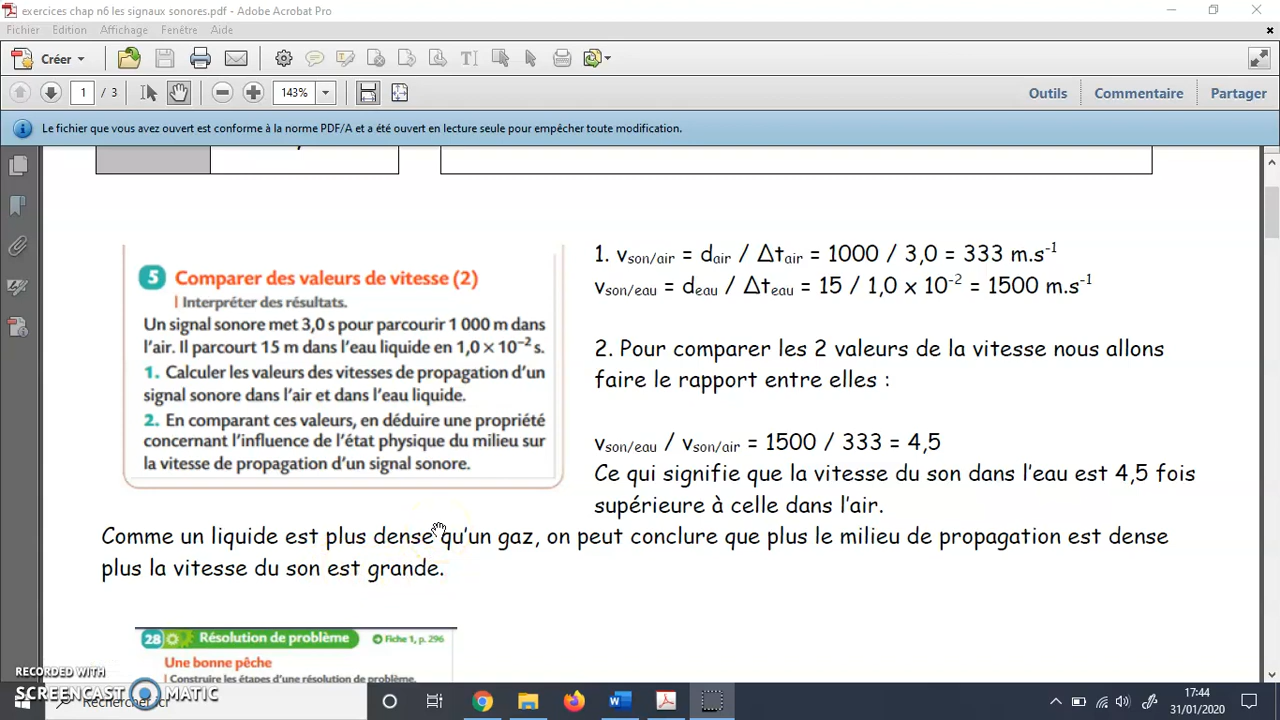 exercices chap n6 les signaux sonores.pdf - Adobe Acrobat Pro
Fichier Edition Affichage Fenêtre Aide
Créer
1 / 3
143%
Outils Commentaire Partager
Le fichier que vous avez ouvert est conforme à la norme PDF/A et a été ouvert en lecture seule pour empêcher toute modification.
5 Comparer des valeurs de vitesse (2)
Interpréter des résultats.
Un signal sonore met 3,0 s pour parcourir 1 000 m dans
l'air. Il parcourt 15 m dans l'eau liquide en 1,0 × 10⁻² s.
1. Calculer les valeurs des vitesses de propagation d'un
signal sonore dans l'air et dans l'eau liquide.
2. En comparant ces valeurs, en déduire une propriété
concernant l'influence de l'état physique du milieu sur
la vitesse de propagation d'un signal sonore.
1. vson/air = dair / Δtair = 1000 / 3,0 = 333 m.s⁻¹
vson/eau = deau / Δteau = 15 / 1,0 x 10⁻² = 1500 m.s⁻¹
2. Pour comparer les 2 valeurs de la vitesse nous allons
faire le rapport entre elles :
vson/eau / vson/air = 1500 / 333 = 4,5
Ce qui signifie que la vitesse du son dans l'eau est 4,5 fois
supérieure à celle dans l'air.
Comme un liquide est plus dense qu'un gaz, on peut conclure que plus le milieu de propagation est dense
plus la vitesse du son est grande.
28 Résolution de problème Fiche 1, p. 296
Une bonne pêche
Construire les étapes d'une résolution de problème.
RECORDED WITH
SCREENCAST MATIC
Rechercher ici
17:44
31/01/2020